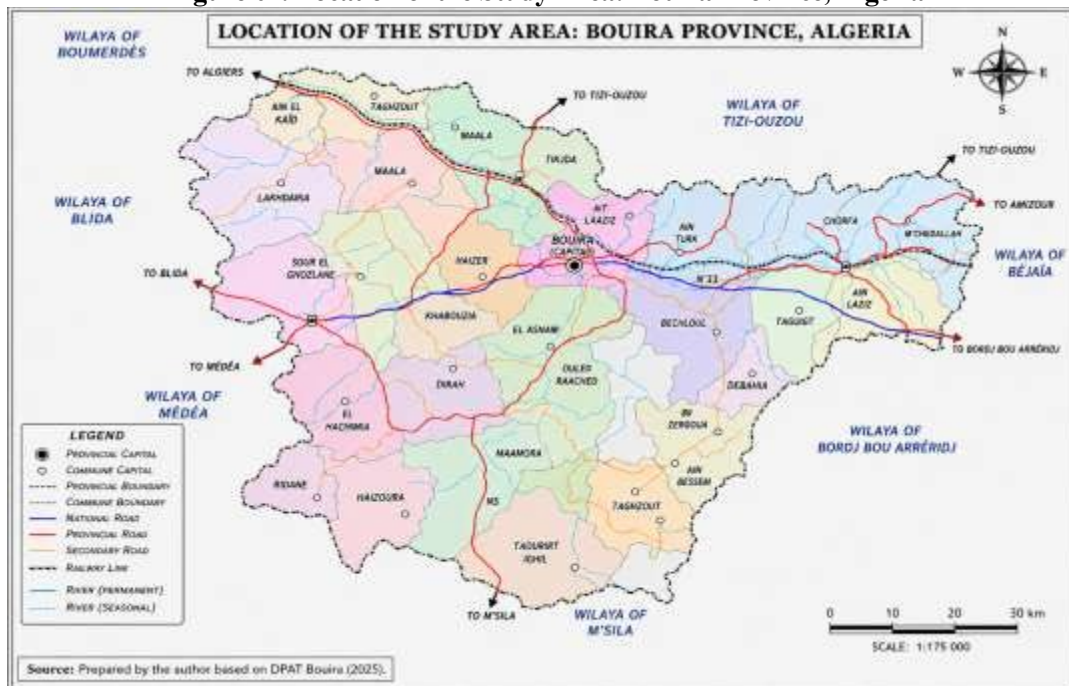 LOCATION OF THE STUDY AREA: BOUIRA PROVINCE, ALGERIA
WILAYA OF
BOUMERDÈS
N
W
E
S
TO ALGIERS
TO TIZI-OUZOU
WILAYA OF
TIZI-OUZOU
AIN EL
KAÏD
TAGHZOUT
MAALA
TIKJDA
TO TIZI-OUZOU
WILAYA OF
BLIDA
LAKHDARIA
MAALA
AIT
LAAZIZ
AIN
TURK
CHORFA
M'CHEDALLAH
TO AMIZOUR
BOUIRA
(CAPITAL)
WILAYA OF
BÉJAÏA
TO BLIDA
SOUR EL
GHOZLANE
HAIZER
AIN
LAZIZ
KHABOUZIA
EL ASNAM
BECHLOUL
TAGUIGT
TO BORDJ BOU ARRÉRIDJ
TO MÉDÉA
DIRAH
OULED
RAACHED
DEBAHIA
WILAYA OF
MÉDÉA
EL
HACHIMIA
ZERGOUA
WILAYA OF
BORDJ BOU ARRÉRIDJ
MAAMORA
AIN
BESSEM
RIDANE
HAIZOURA
TAGHZOUT
TAOURIRT
IGHIL
TO M'SILA
WILAYA OF
M'SILA
LEGEND
PROVINCIAL CAPITAL
COMMUNE CAPITAL
PROVINCIAL BOUNDARY
COMMUNE BOUNDARY
NATIONAL ROAD
PROVINCIAL ROAD
SECONDARY ROAD
RAILWAY LINE
RIVER (PERMANENT)
RIVER (SEASONAL)
0 10 20 30 km
SCALE: 1:175 000
Source: Prepared by the author based on DPAT Bouira (2025).